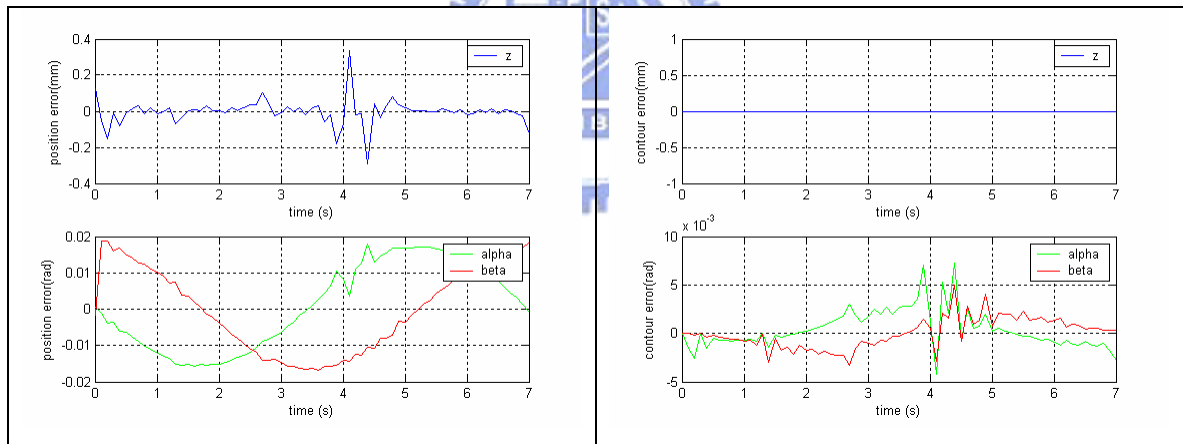 0.4
0.2
0
-0.2
-0.4
position error(mm)
z
0 1 2 3 4 5 6 7
time (s)
0.02
0.01
0
-0.01
-0.02
position error(rad)
alpha
beta
0 1 2 3 4 5 6 7
time (s)
1
0.5
0
-0.5
-1
contour error(mm)
z
0 1 2 3 4 5 6 7
time (s)
x 10⁻³
10
5
0
-5
contour error(rad)
alpha
beta
0 1 2 3 4 5 6 7
time (s)